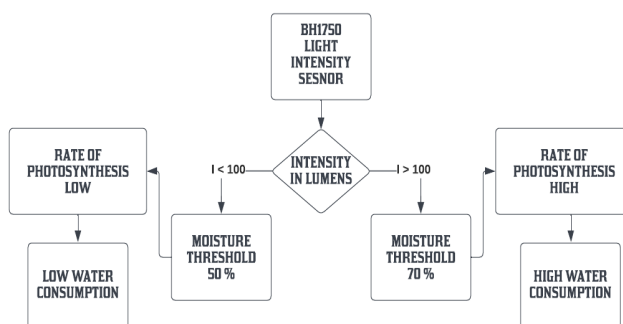 BH1750
LIGHT
INTENSITY
SESNOR
INTENSITY
IN LUMENS
I < 100
I > 100
RATE OF
PHOTOSYNTHESIS
LOW
RATE OF
PHOTOSYNTHESIS
HIGH
MOISTURE
THRESHOLD
50 %
MOISTURE
THRESHOLD
70 %
LOW WATER
CONSUMPTION
HIGH WATER
CONSUMPTION